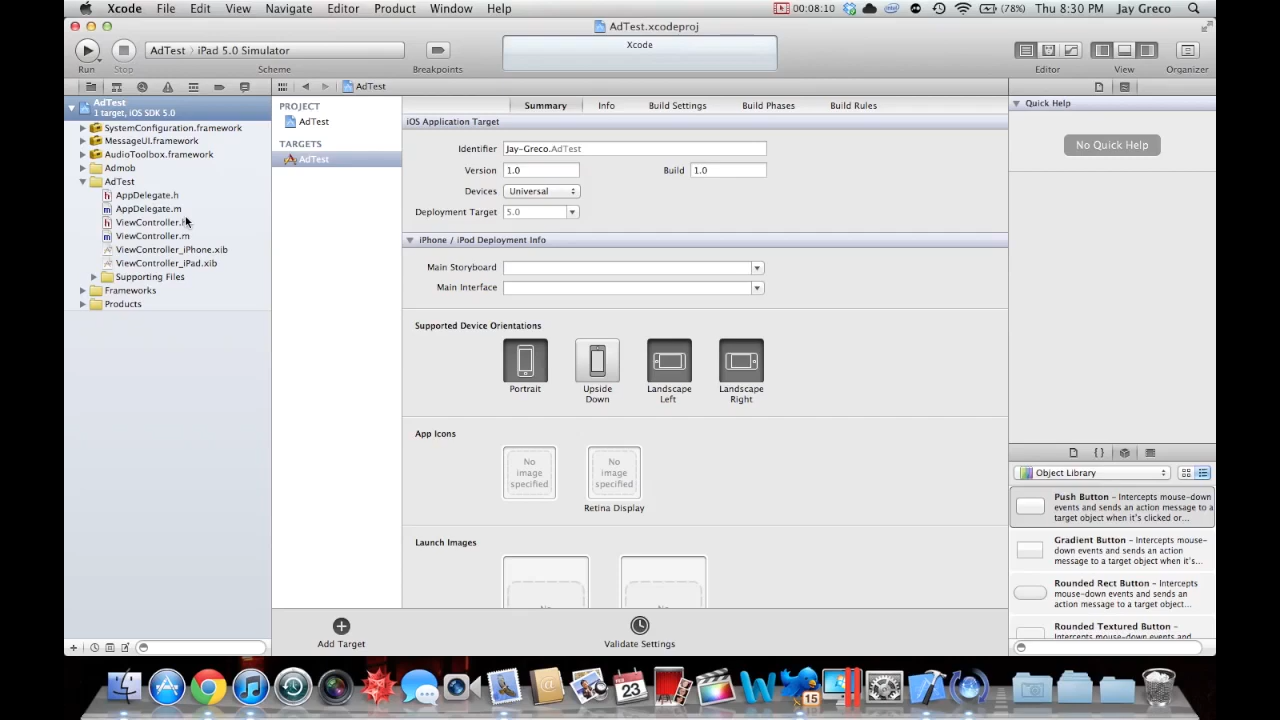 Xcode File Edit View Navigate Editor Product Window Help 00:08:10 (78%) Thu 8:30 PM Jay Greco
AdTest.xcodeproj
AdTest iPad 5.0 Simulator
Xcode
Run Stop Scheme Breakpoints Editor View Organizer
AdTest
AdTest
1 target, iOS SDK 5.0
SystemConfiguration.framework
MessageUI.framework
AudioToolbox.framework
Admob
AdTest
AppDelegate.h
AppDelegate.m
ViewController.h
ViewController.m
ViewController_iPhone.xib
ViewController_iPad.xib
Supporting Files
Frameworks
Products
PROJECT
AdTest
TARGETS
AdTest
Summary Info Build Settings Build Phases Build Rules
iOS Application Target
Identifier Jay-Greco.AdTest
Version 1.0 Build 1.0
Devices Universal
Deployment Target 5.0
iPhone / iPod Deployment Info
Main Storyboard
Main Interface
Supported Device Orientations
Portrait
Upside
Down
Landscape
Left
Landscape
Right
App Icons
No
image
specified
No
image
specified
Retina Display
Launch Images
Add Target
Validate Settings
Quick Help
No Quick Help
{ }
Object Library
Push Button – Intercepts mouse-down
events and sends an action message to a
target object when it's clicked or...
Gradient Button – Intercepts mouse-
down events and sends an action
message to a target object when it's...
Rounded Rect Button – Intercepts
mouse-down events and sends an
action message to a target object...
Rounded Textured Button –
Intercepts mouse-down events and
FEB
23
15